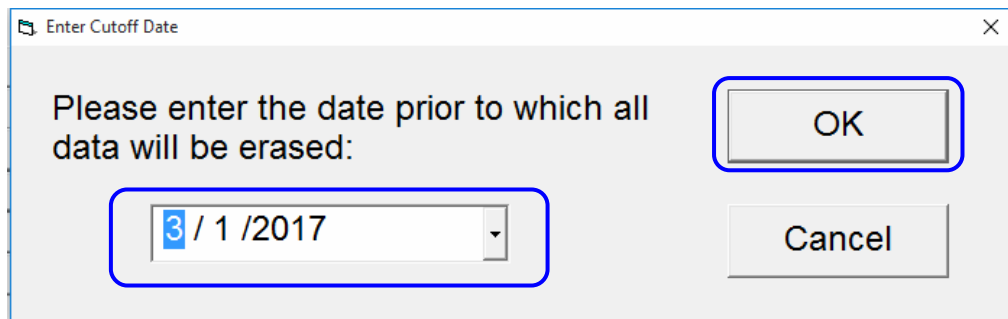 Enter Cutoff Date
Please enter the date prior to which all
data will be erased:
OK
3 / 1 /2017
Cancel